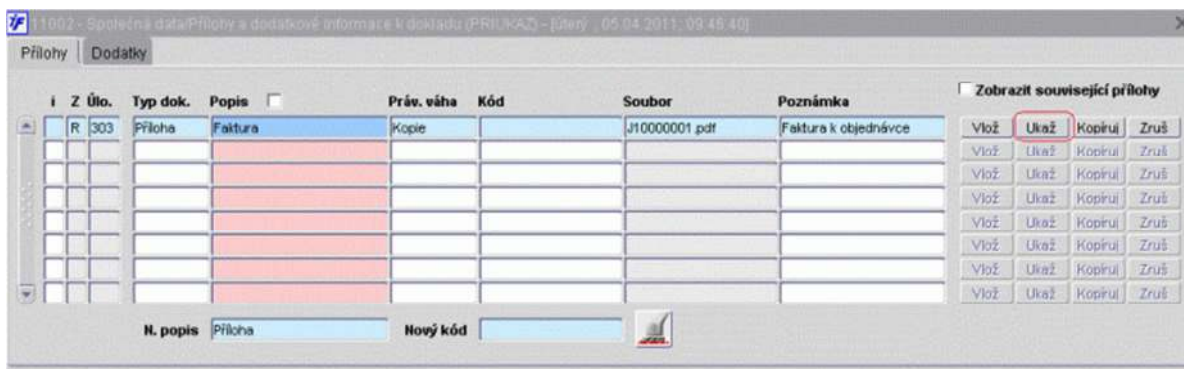 11002 - Společná data/Přílohy a dodatkové informace k dokladu (PRIUKAZ) - [úterý , 05.04.2011, 09:46:40]
Přílohy Dodatky
Zobrazit související přílohy
i Z Úlo. Typ dok. Popis Práv. váha Kód Soubor Poznámka
R 303 Příloha Faktura Kopie J10000001.pdf Faktura k objednávce Vlož Ukaž Kopíruj Zruš
Vlož Ukaž Kopíruj Zruš
Vlož Ukaž Kopíruj Zruš
Vlož Ukaž Kopíruj Zruš
Vlož Ukaž Kopíruj Zruš
Vlož Ukaž Kopíruj Zruš
Vlož Ukaž Kopíruj Zruš
Vlož Ukaž Kopíruj Zruš
N. popis Příloha Nový kód